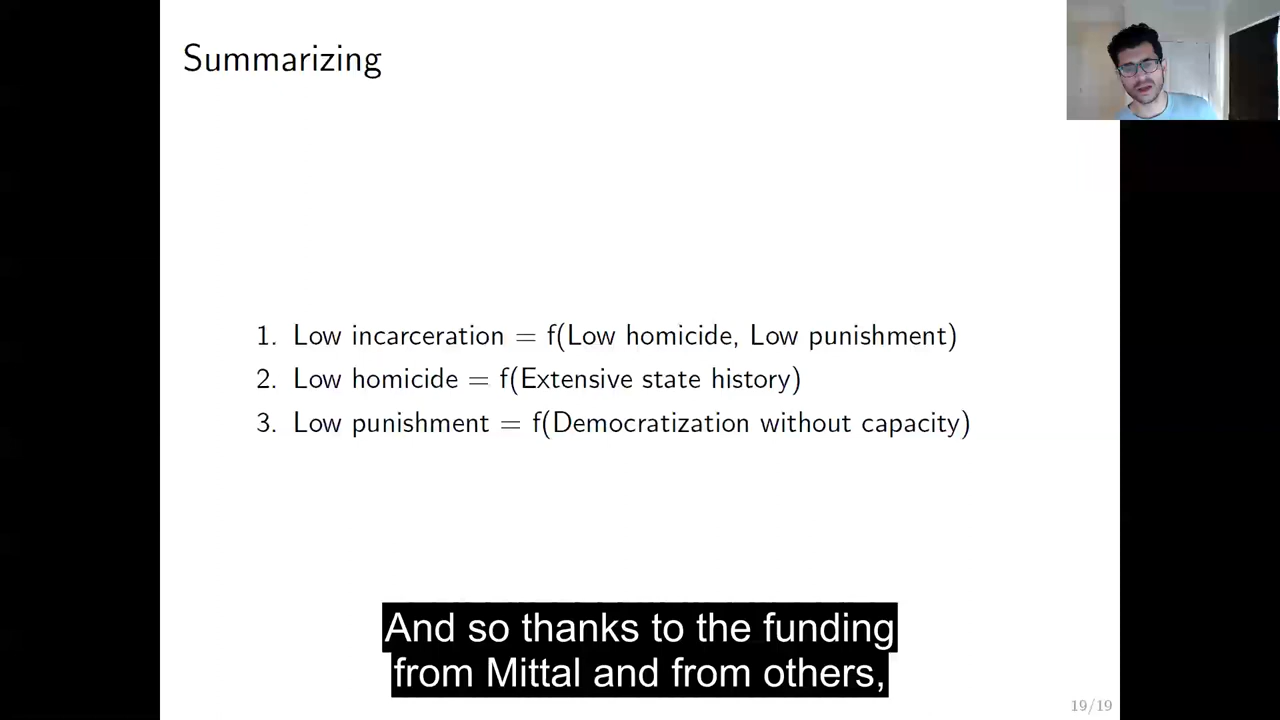 Summarizing
1. Low incarceration = f(Low homicide, Low punishment)
2. Low homicide = f(Extensive state history)
3. Low punishment = f(Democratization without capacity)
And so thanks to the funding
from Mittal and from others,
19/19